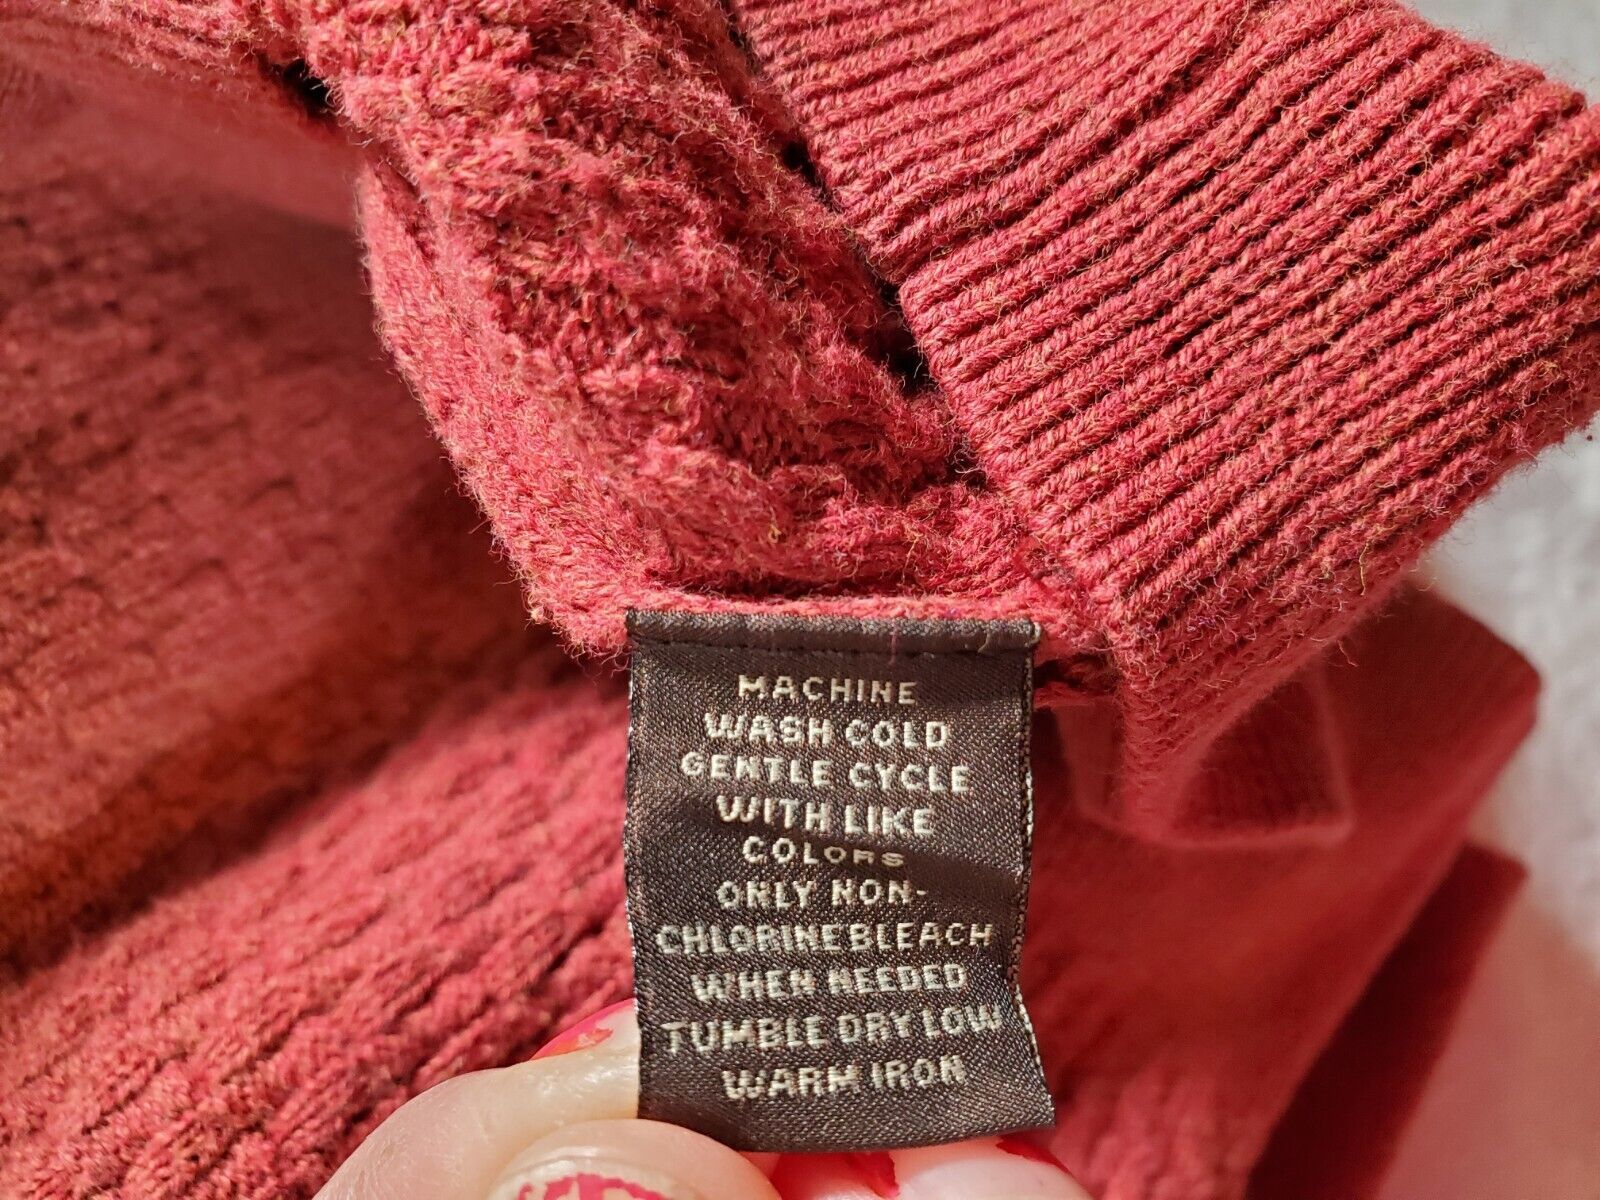 MACHINE
WASH COLD
GENTLE CYCLE
WITH LIKE
COLORS
ONLY NON-
CHLORINE BLEACH
WHEN NEEDED
TUMBLE DRY LOW
WARM IRON